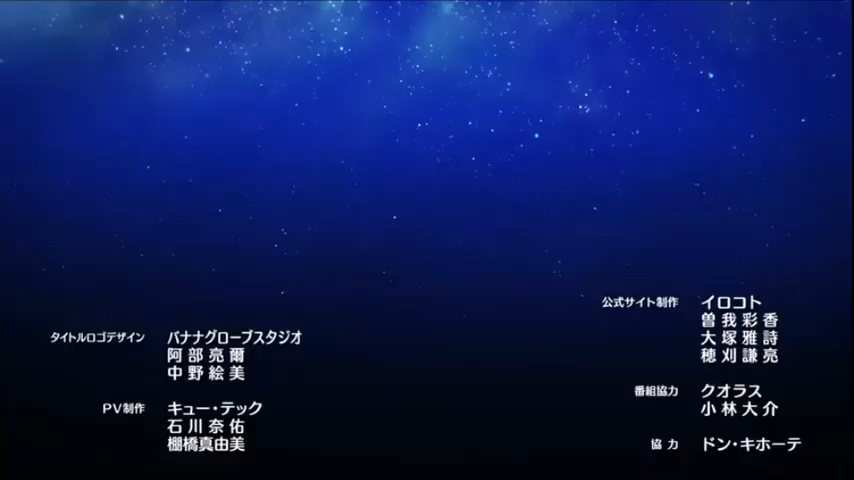 タイトルロゴデザイン バナナグローブスタジオ
阿部亮爾
中野絵美
PV制作 キュー・テック
石川奈佑
棚橋真由美
公式サイト制作 イロコト
曽我彩香
大塚雅詩
穂刈謙亮
番組協力 クオラス
小林大介
協力 ドン・キホーテ